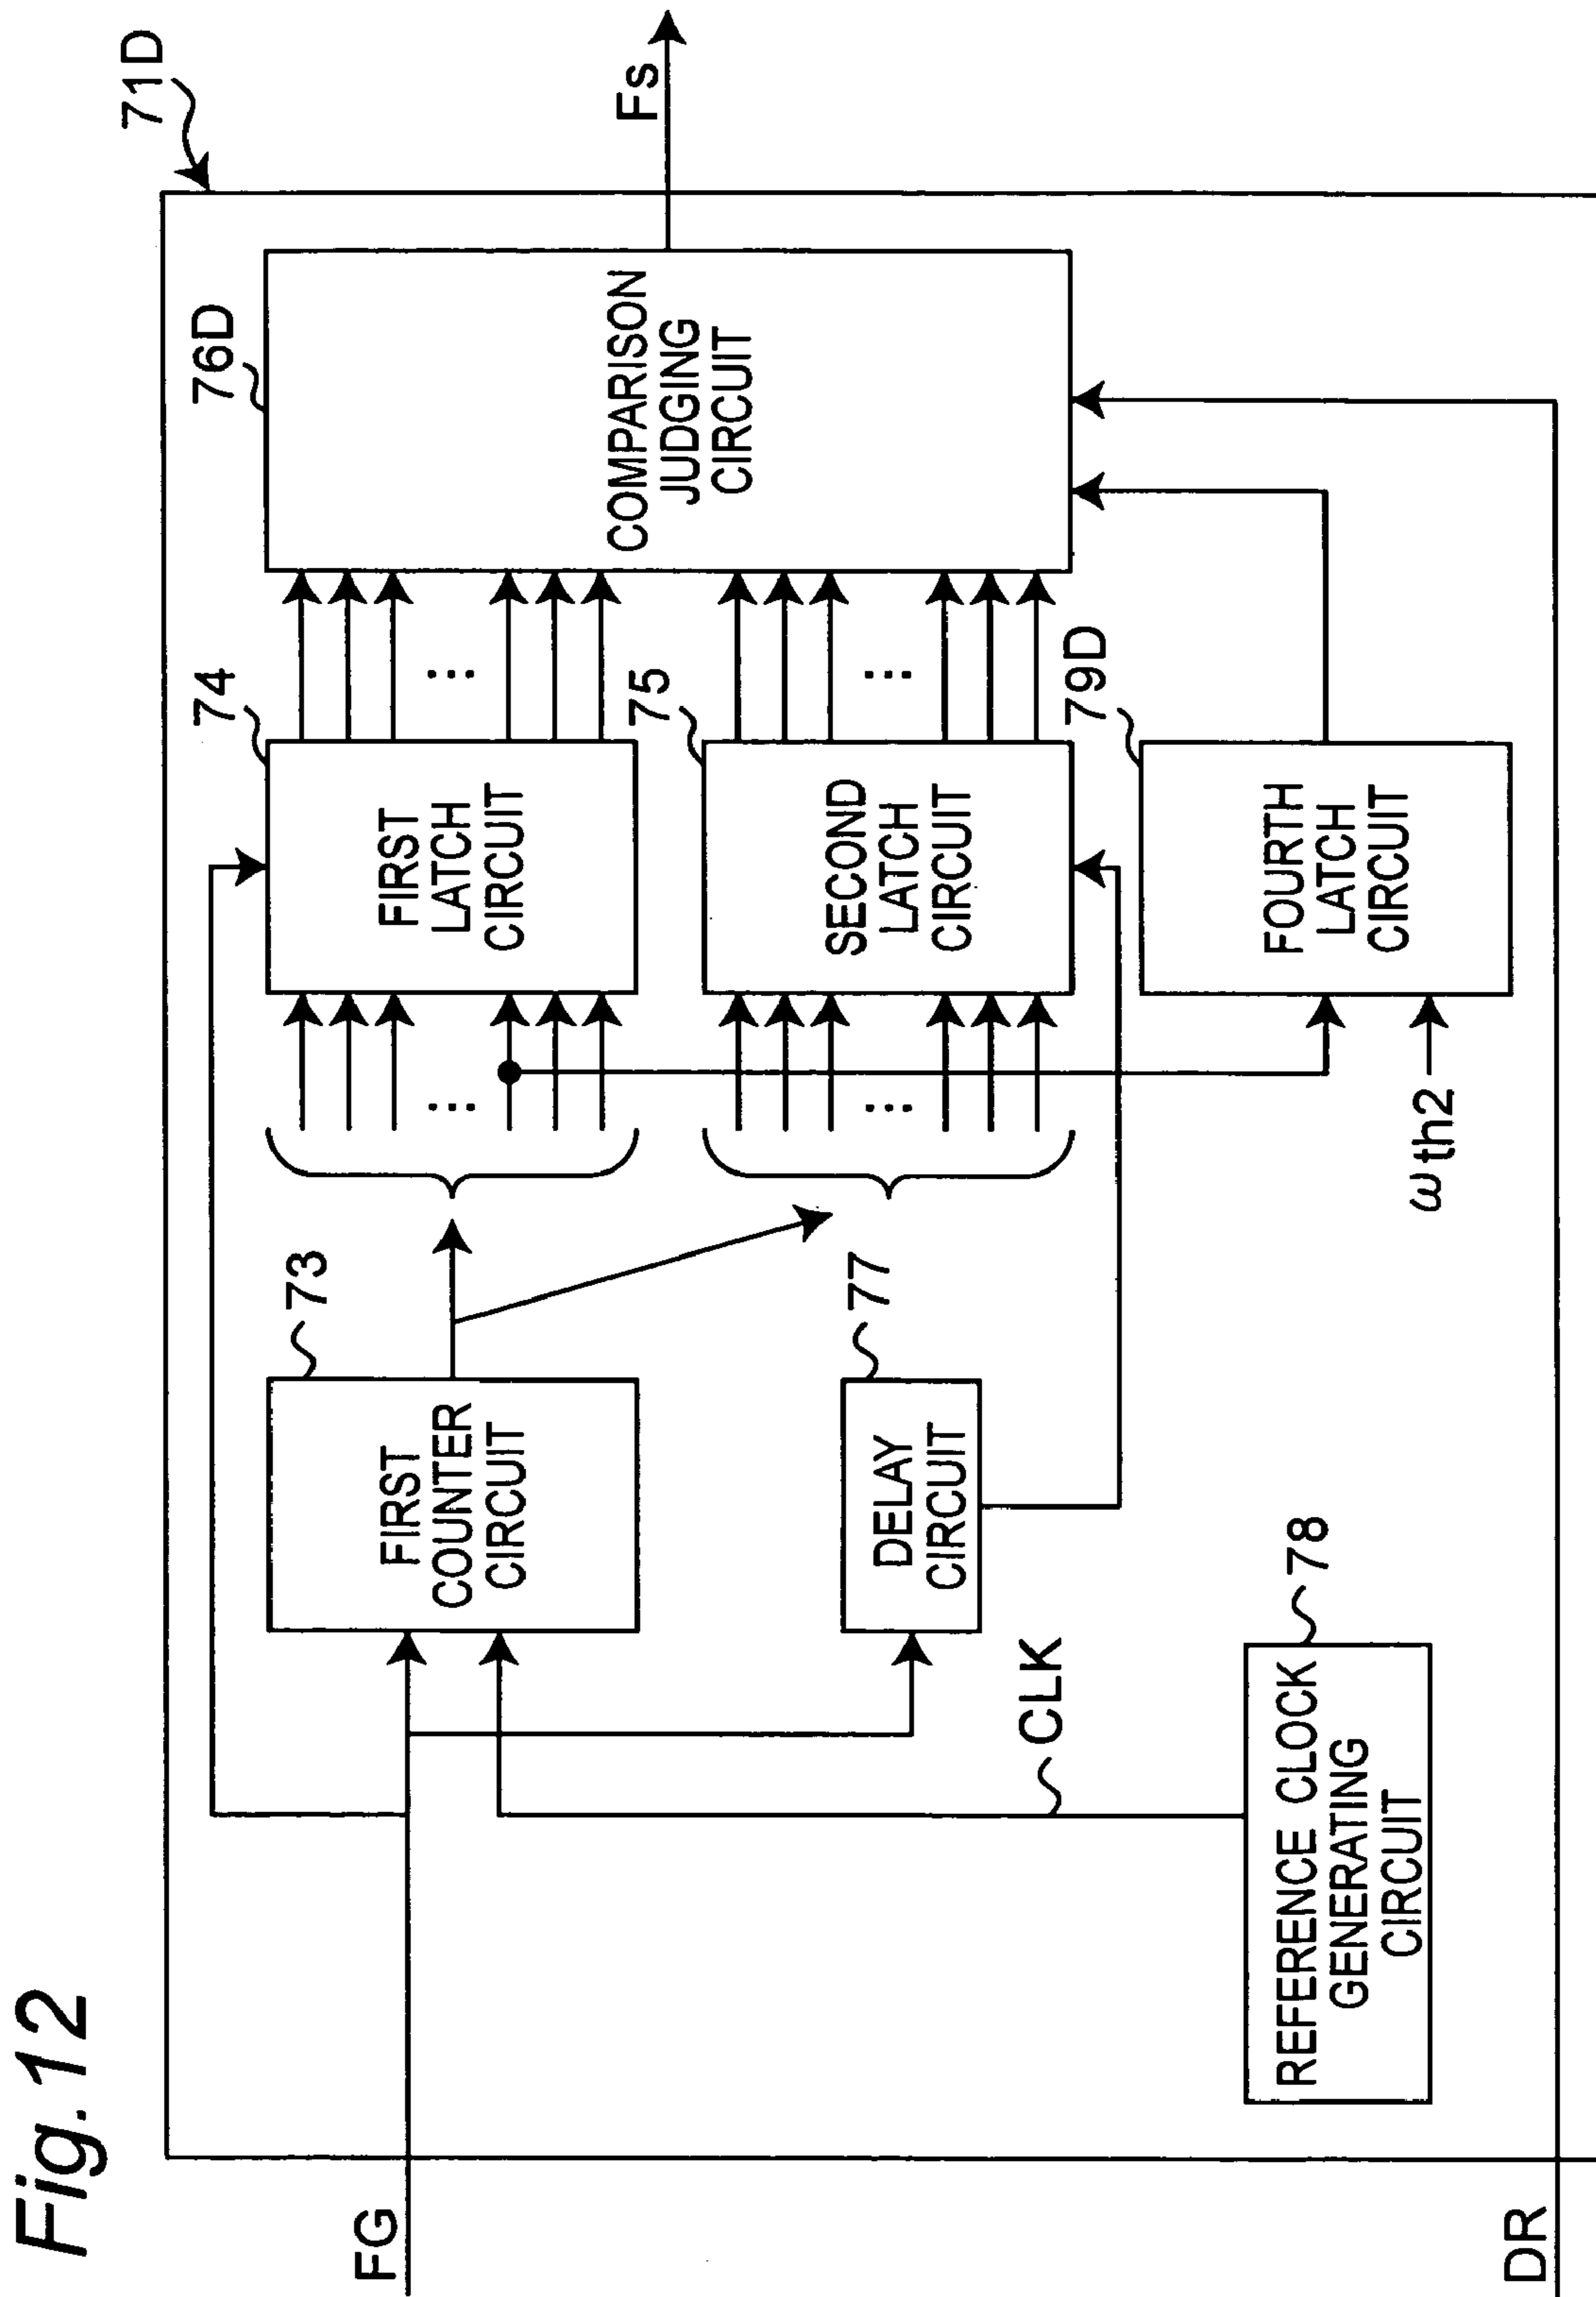 Fig. 12
71D
76D
COMPARISON
JUDGING
CIRCUIT
Fs
74
FIRST
LATCH
CIRCUIT
...
...
75
SECOND
LATCH
CIRCUIT
...
...
79D
FOURTH
LATCH
CIRCUIT
ωth2
73
FIRST
COUNTER
CIRCUIT
77
DELAY
CIRCUIT
CLK
78
REFERENCE CLOCK
GENERATING
CIRCUIT
FG
DR